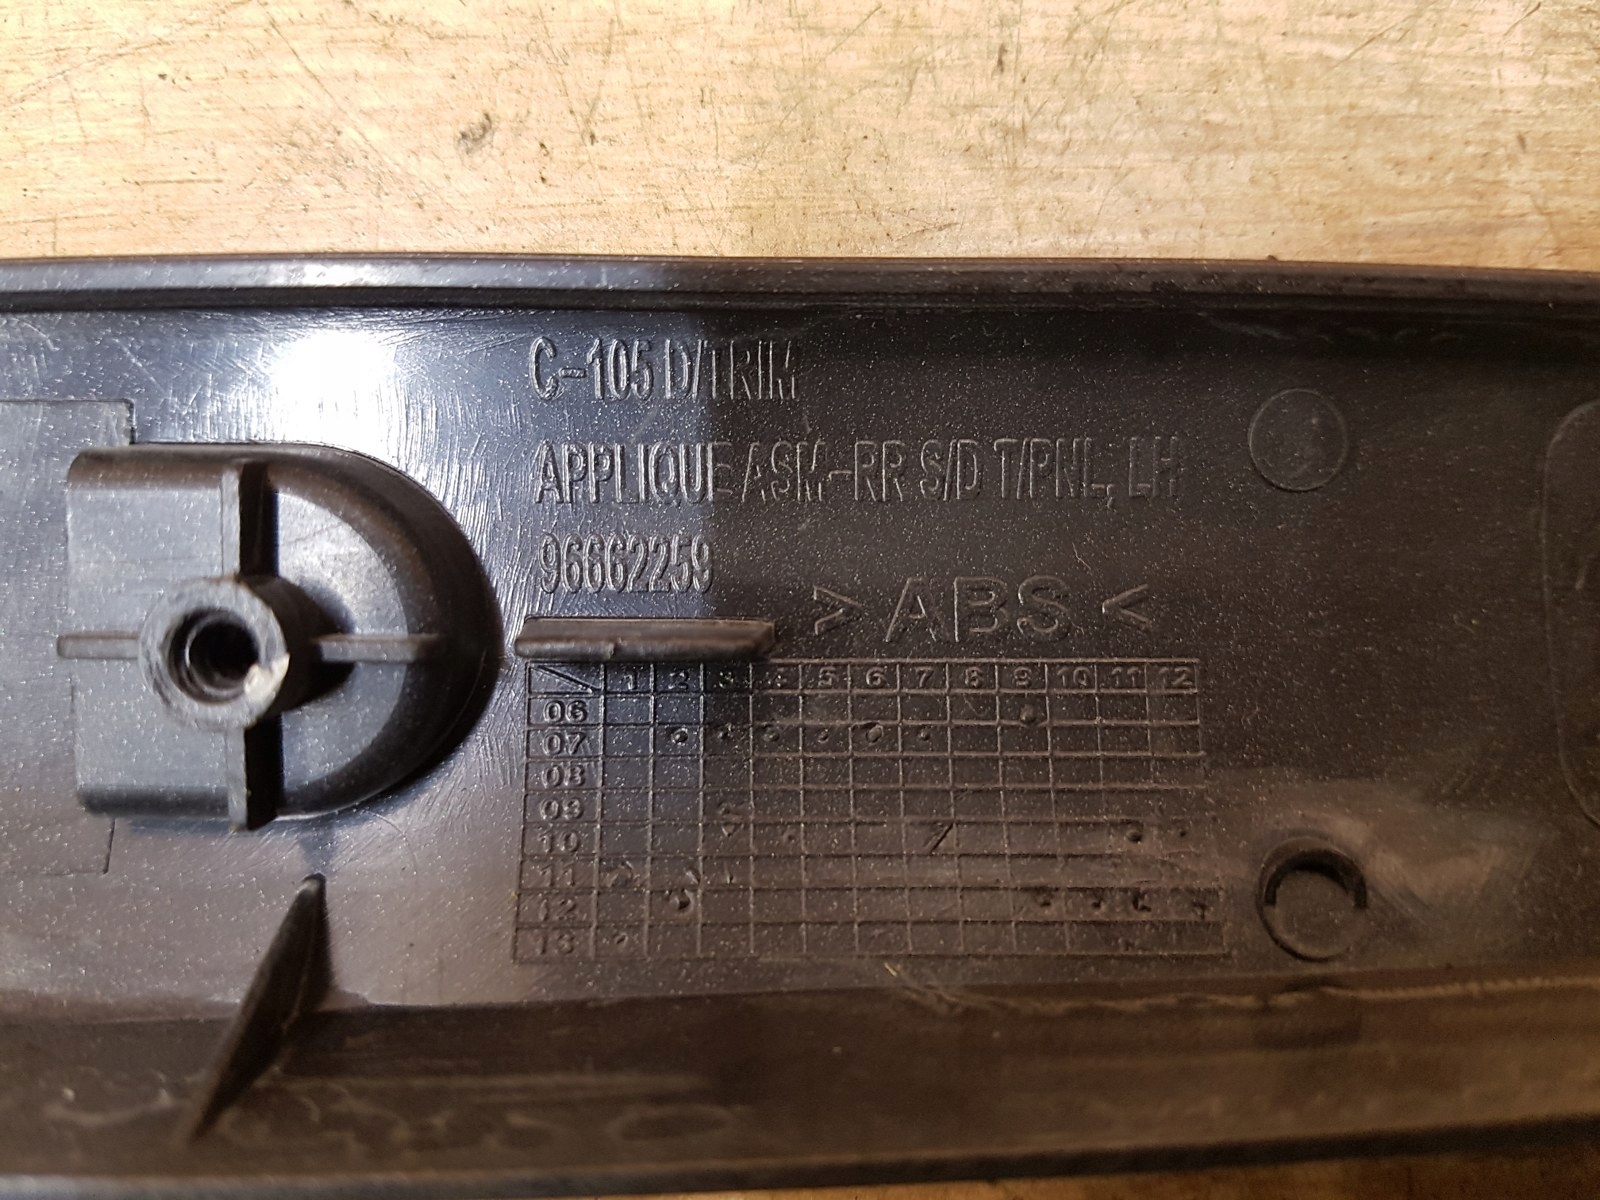 C-105 D/TRIM
APPLIQUE ASM-RR S/D T/PNL, LH
96662259
>ABS<
1 2 3 4 5 6 7 8 9 10 11 12
06
07
08
09
10
11
12
13